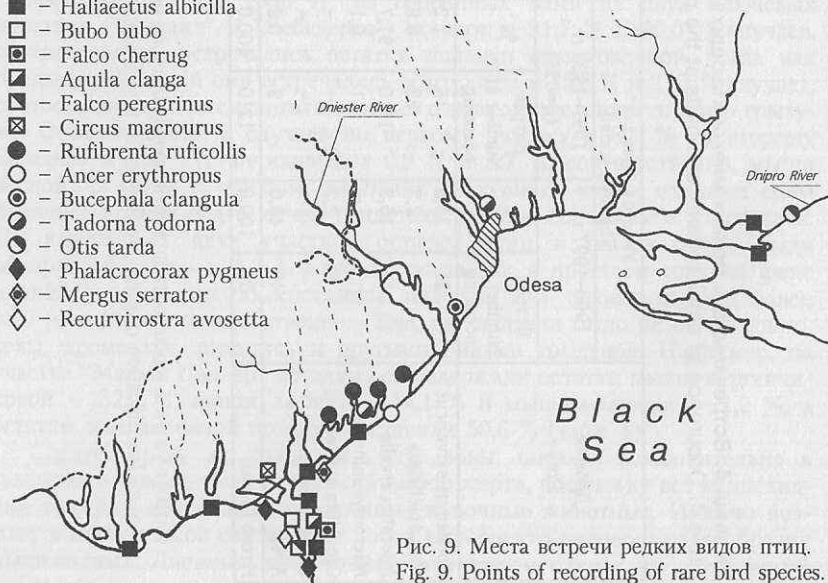 – Haliaeetus albicilla
– Bubo bubo
– Falco cherrug
– Aquila clanga
– Falco peregrinus
– Circus macrourus
– Rufibrenta ruficollis
– Ancer erythropus
– Bucephala clangula
– Tadorna todorna
– Otis tarda
– Phalacrocorax pygmeus
– Mergus serrator
– Recurvirostra avosetta
Dniester River
Dnipro River
Odesa
Black
Sea
Рис. 9. Места встречи редких видов птиц.
Fig. 9. Points of recording of rare bird species.